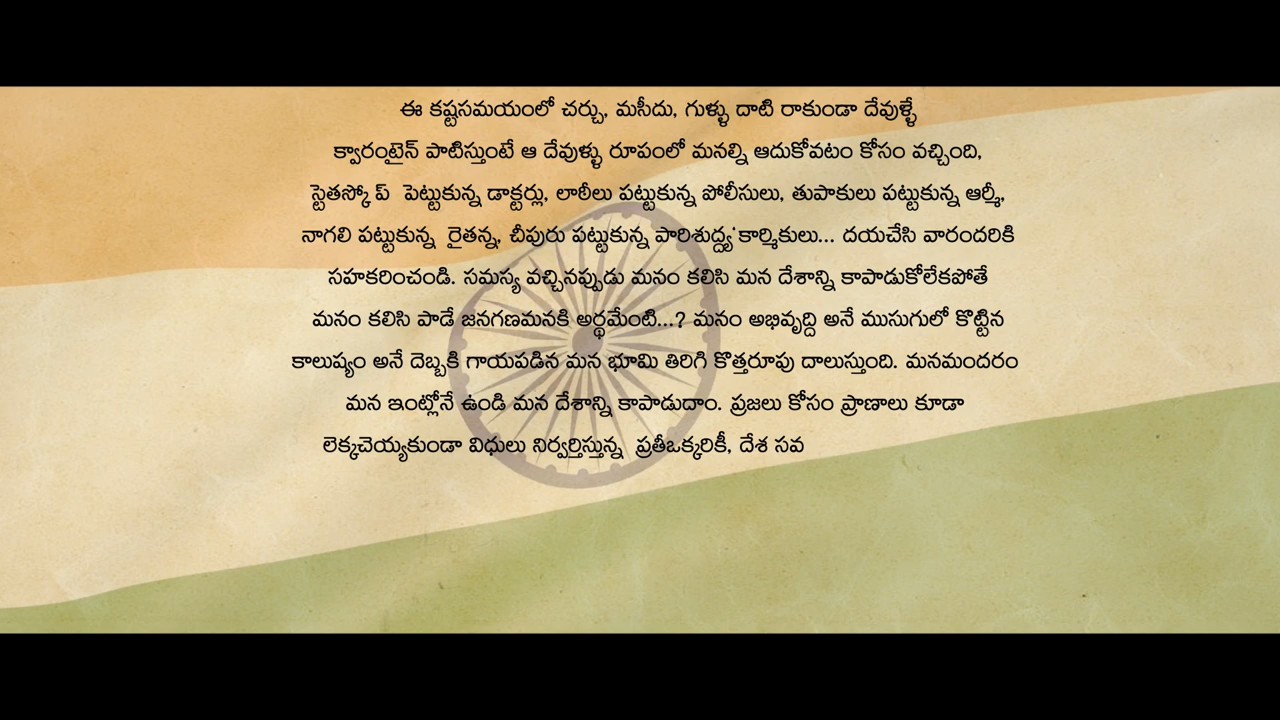 ఈ కష్టసమయంలో చర్చు, మసీదు, గుళ్ళు దాటి రాకుండా దేవుళ్ళే
క్వారంటైన్ పాటిస్తుంటే ఆ దేవుళ్ళు రూపంలో మనల్ని ఆదుకోవటం కోసం వచ్చింది,
స్టెతస్కోప్ పెట్టుకున్న డాక్టర్లు, లాఠీలు పట్టుకున్న పోలీసులు, తుపాకులు పట్టుకున్న ఆర్మీ,
నాగలి పట్టుకున్న రైతన్న, చీపురు పట్టుకున్న పారిశుద్ధ్య కార్మికులు... దయచేసి వారందరికి
సహకరించండి. సమస్య వచ్చినప్పుడు మనం కలిసి మన దేశాన్ని కాపాడుకోలేకపోతే
మనం కలిసి పాడే జనగణమనకి అర్థమేంటి...? మనం అభివృద్ది అనే ముసుగులో కొట్టిన
కాలుష్యం అనే దెబ్బకి గాయపడిన మన భూమి తిరిగి కొత్తరూపు దాలుస్తుంది. మనమందరం
మన ఇంట్లోనే ఉండి మన దేశాన్ని కాపాడుదాం. ప్రజలు కోసం ప్రాణాలు కూడా
లెక్కచెయ్యకుండా విధులు నిర్వర్తిస్తున్న ప్రతీఒక్కరికీ, దేశ సవ